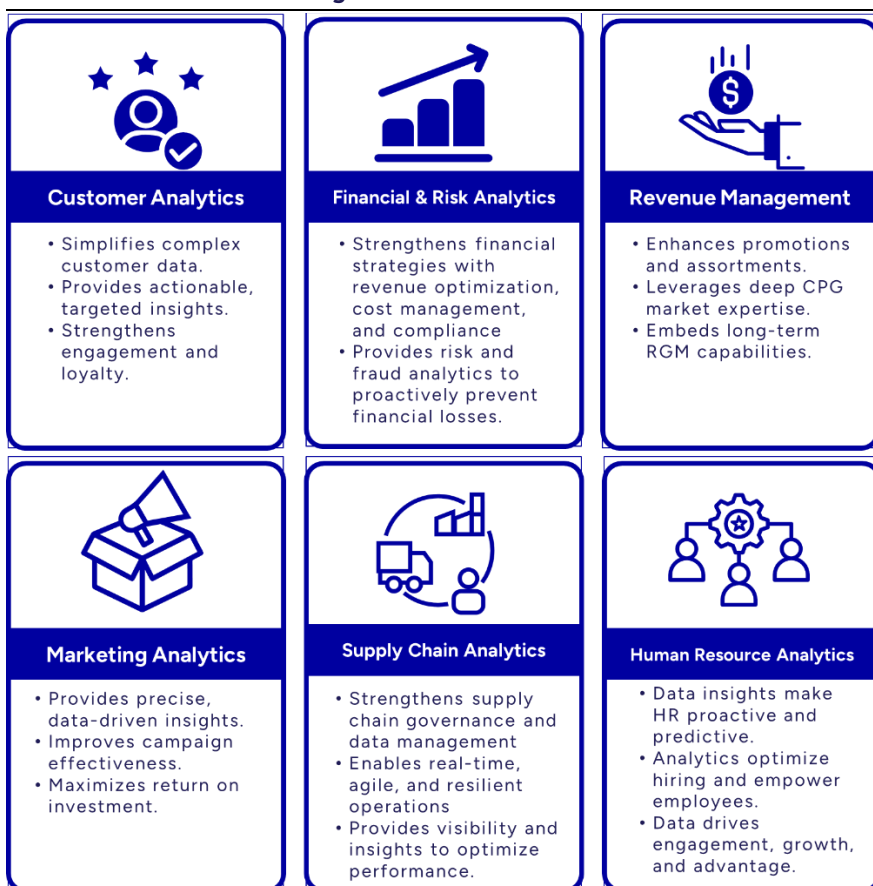 Customer Analytics
• Simplifies complex
customer data.
• Provides actionable,
targeted insights.
• Strengthens
engagement and
loyalty.
Financial & Risk Analytics
• Strengthens financial
strategies with
revenue optimization,
cost management,
and compliance
• Provides risk and
fraud analytics to
proactively prevent
financial losses.
Revenue Management
• Enhances promotions
and assortments.
• Leverages deep CPG
market expertise.
• Embeds long-term
RGM capabilities.
Marketing Analytics
• Provides precise,
data-driven insights.
• Improves campaign
effectiveness.
• Maximizes return on
investment.
Supply Chain Analytics
• Strengthens supply
chain governance and
data management
• Enables real-time,
agile, and resilient
operations
• Provides visibility and
insights to optimize
performance.
Human Resource Analytics
• Data insights make
HR proactive and
predictive.
• Analytics optimize
hiring and empower
employees.
• Data drives
engagement, growth,
and advantage.